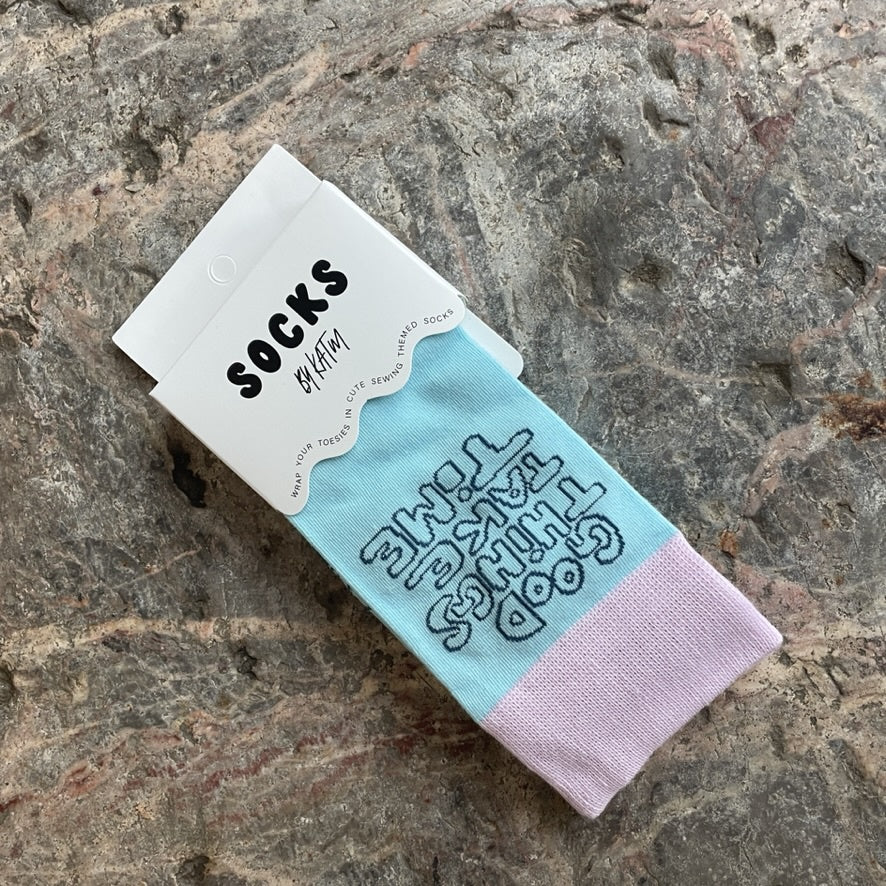 SOCKS
BY KATM
WRAP YOUR TOESIES IN CUTE SEWING THEMED SOCKS
GOOD
THiNGS
TAKE
TiME